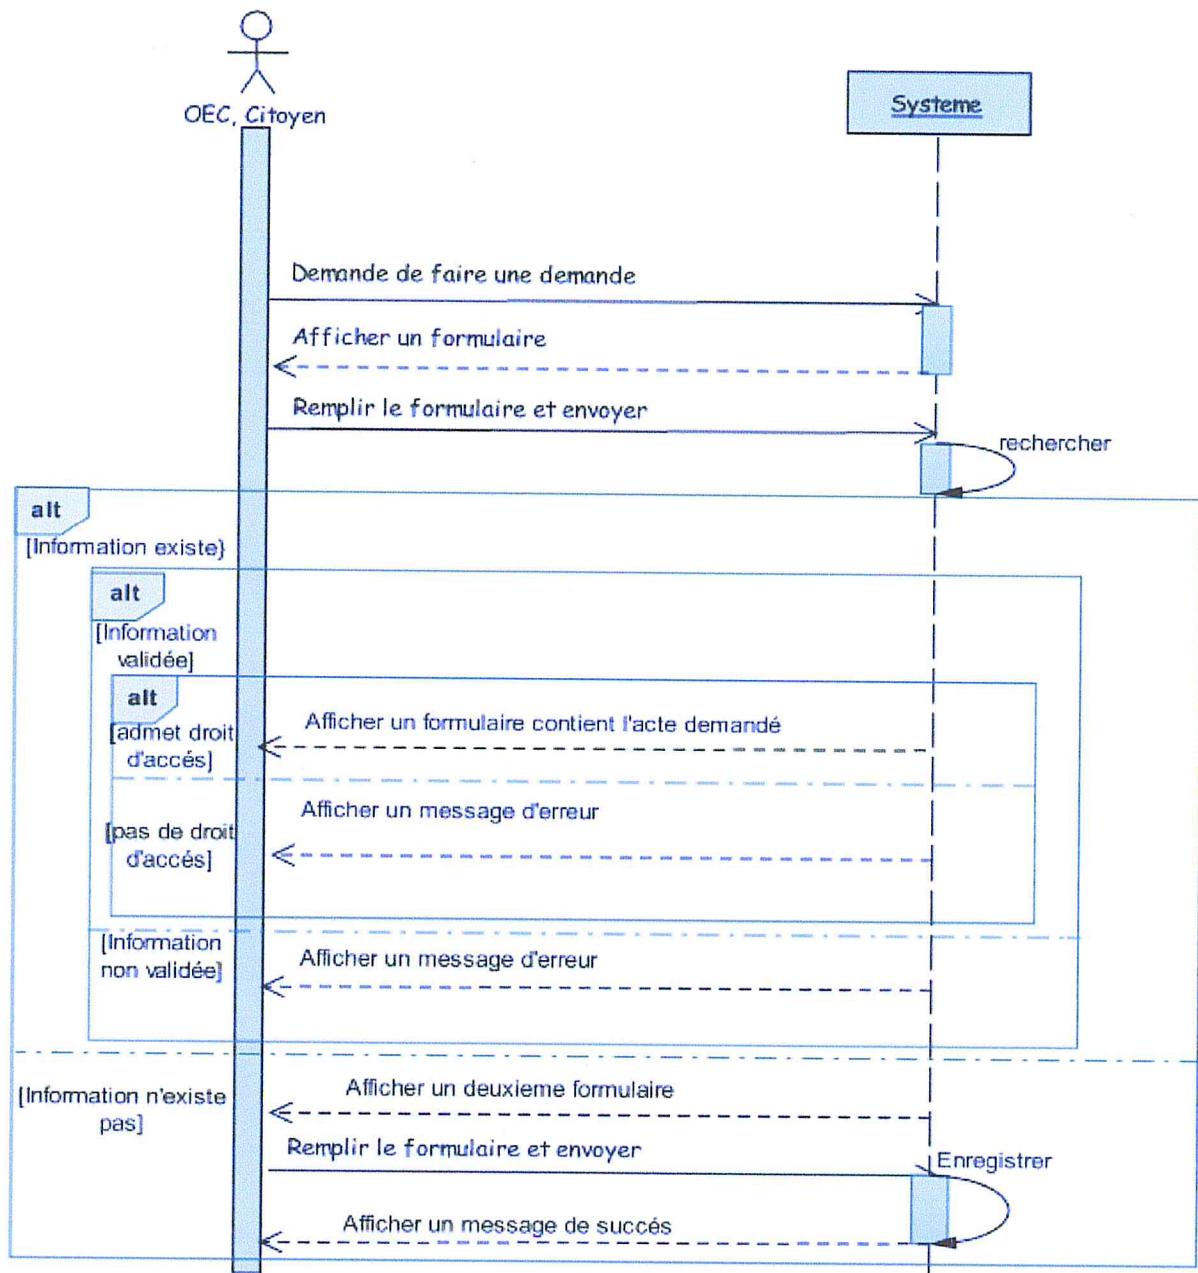 OEC, Citoyen
Systeme
Demande de faire une demande
Afficher un formulaire
Remplir le formulaire et envoyer
rechercher
alt
[Information existe}
alt
[Information
validée]
alt
[admet droit
d'accés]
Afficher un formulaire contient l'acte demandé
Afficher un message d'erreur
[pas de droit
d'accés]
[Information
non validée]
Afficher un message d'erreur
[Information n'existe
pas]
Afficher un deuxieme formulaire
Remplir le formulaire et envoyer
Enregistrer
Afficher un message de succés